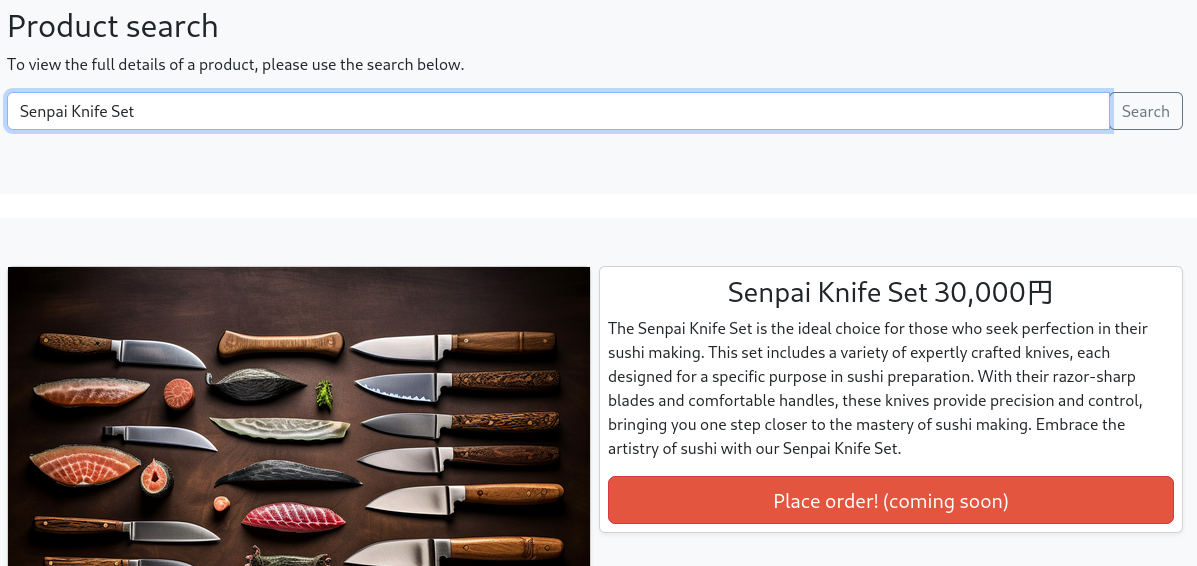 Product search
To view the full details of a product, please use the search below.
Senpai Knife Set
Search
Senpai Knife Set 30,000円
The Senpai Knife Set is the ideal choice for those who seek perfection in their
sushi making. This set includes a variety of expertly crafted knives, each
designed for a specific purpose in sushi preparation. With their razor-sharp
blades and comfortable handles, these knives provide precision and control,
bringing you one step closer to the mastery of sushi making. Embrace the
artistry of sushi with our Senpai Knife Set.
Place order! (coming soon)